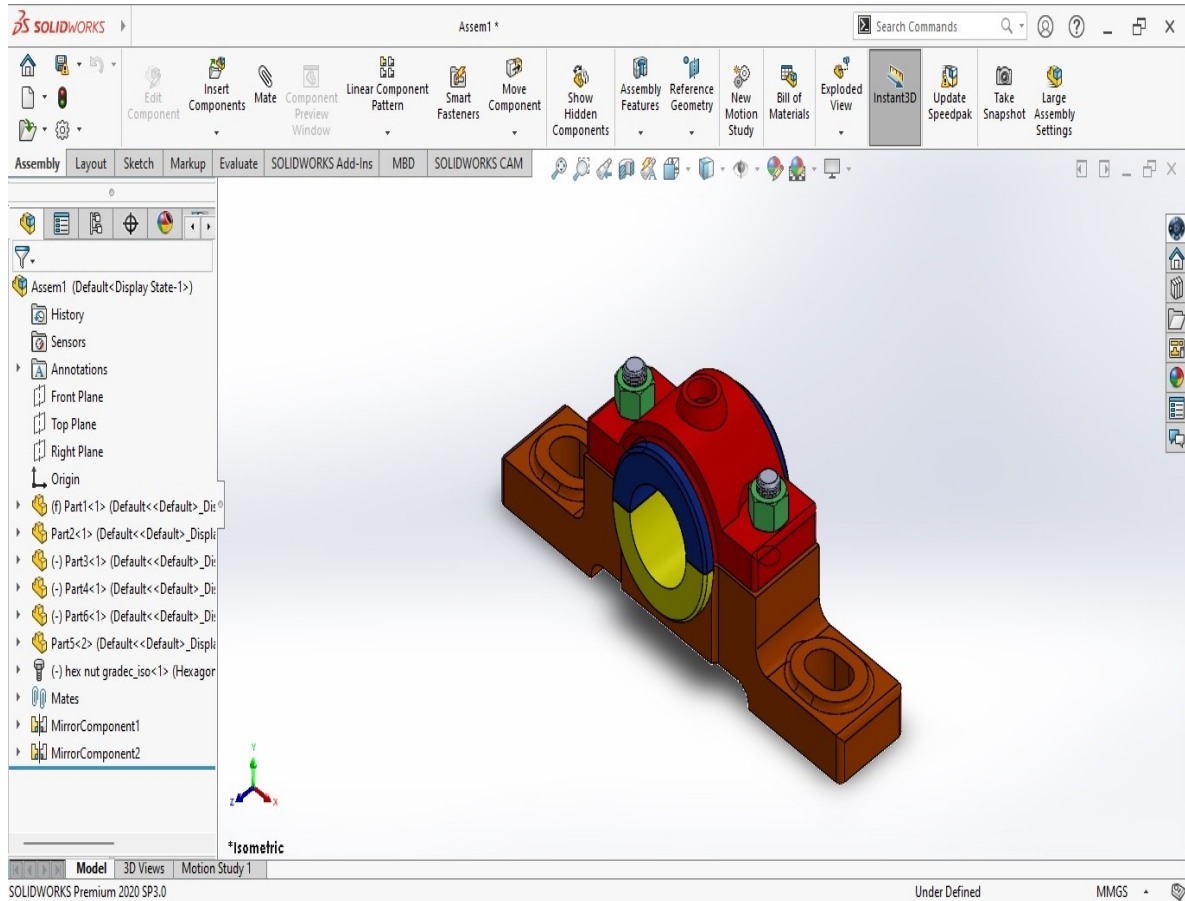 SOLIDWORKS
Assem1 *
Search Commands
Edit Component
Insert Components
Mate
Component Preview Window
Linear Component Pattern
Smart Fasteners
Move Component
Show Hidden Components
Assembly Features
Reference Geometry
New Motion Study
Bill of Materials
Exploded View
Instant3D
Update Speedpak
Take Snapshot
Large Assembly Settings
Assembly Layout Sketch Markup Evaluate SOLIDWORKS Add-Ins MBD SOLIDWORKS CAM
Assem1 (Default<Display State-1>)
History
Sensors
A Annotations
Front Plane
Top Plane
Right Plane
Origin
(f) Part1<1> (Default<<Default>_Dis
Part2<1> (Default<<Default>_Displa
(-) Part3<1> (Default<<Default>_Dis
(-) Part4<1> (Default<<Default>_Dis
(-) Part6<1> (Default<<Default>_Dis
Part5<2> (Default<<Default>_Displa
(-) hex nut gradec_iso<1> (Hexagor
Mates
MirrorComponent1
MirrorComponent2
Y
Z X
*Isometric
Model 3D Views Motion Study 1
SOLIDWORKS Premium 2020 SP3.0 Under Defined MMGS